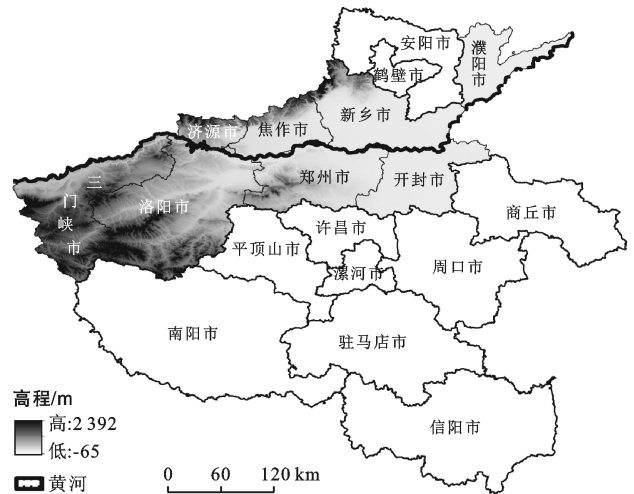 安阳市
濮阳市
鹤壁市
新乡市
济源市
焦作市
三门峡市
洛阳市
郑州市
开封市
商丘市
许昌市
平顶山市
漯河市
周口市
南阳市
驻马店市
信阳市
高程/m
高:2 392
低:-65
黄河
0 60 120 km